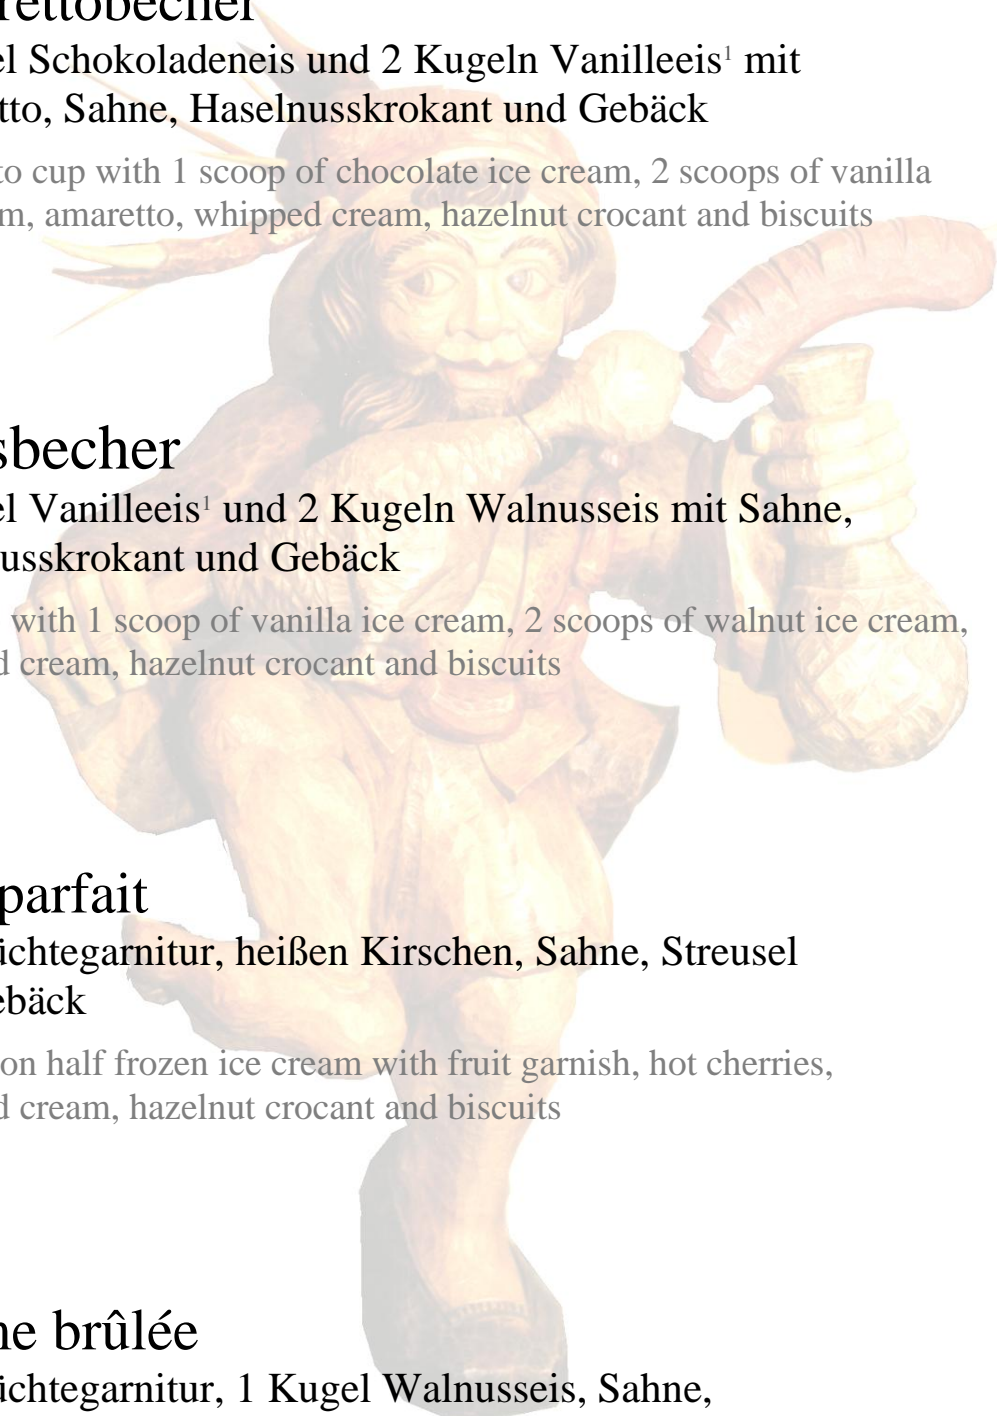 rettobecher
el Schokoladeneis und 2 Kugeln Vanilleeis¹ mit
tto, Sahne, Haselnusskrokant und Gebäck
to cup with 1 scoop of chocolate ice cream, 2 scoops of vanilla
m, amaretto, whipped cream, hazelnut crocant and biscuits
sbecher
el Vanilleeis¹ und 2 Kugeln Walnusseis mit Sahne,
usskrokant und Gebäck
with 1 scoop of vanilla ice cream, 2 scoops of walnut ice cream,
d cream, hazelnut crocant and biscuits
parfait
üchtegarnitur, heißen Kirschen, Sahne, Streusel
ebäck
on half frozen ice cream with fruit garnish, hot cherries,
d cream, hazelnut crocant and biscuits
ne brûlée
üchtegarnitur, 1 Kugel Walnusseis, Sahne,